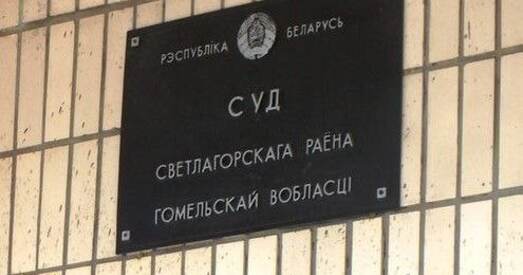 РЭСПУБЛІКА БЕЛАРУСЬ
СУД
СВЕТЛАГОРСКАГА РАЁНА
ГОМЕЛЬСКАЙ ВОБЛАСЦІ